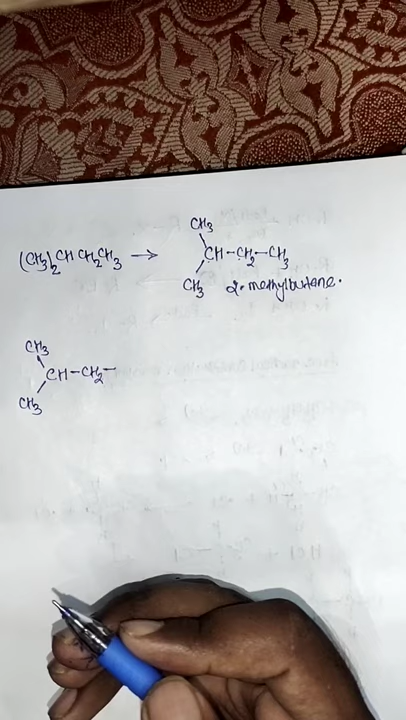 CH3
(CH3)2CHCH2CH3 → CH-CH2-CH3
CH3 2-methylbutane.
CH3
CH-CH2-
CH3